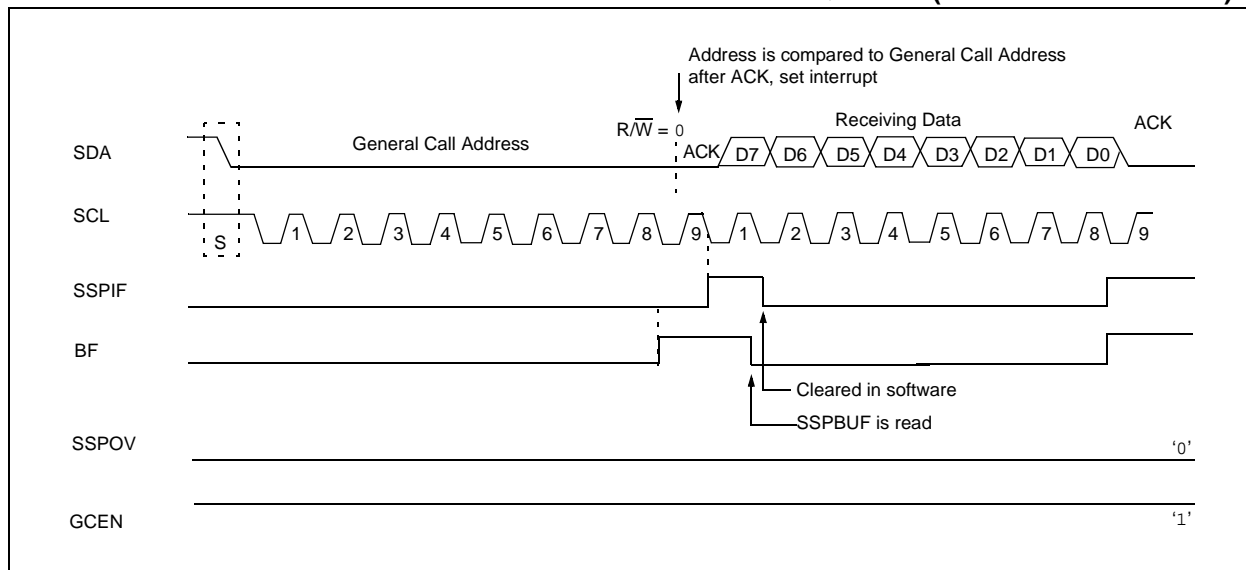 Address is compared to General Call Address
after ACK, set interrupt
R/W = 0
Receiving Data
ACK
SDA
General Call Address
ACK
D7 D6 D5 D4 D3 D2 D1 D0
SCL
S
1 2 3 4 5 6 7 8 9 1 2 3 4 5 6 7 8 9
SSPIF
BF
Cleared in software
SSPBUF is read
SSPOV
‘0’
GCEN
‘1’